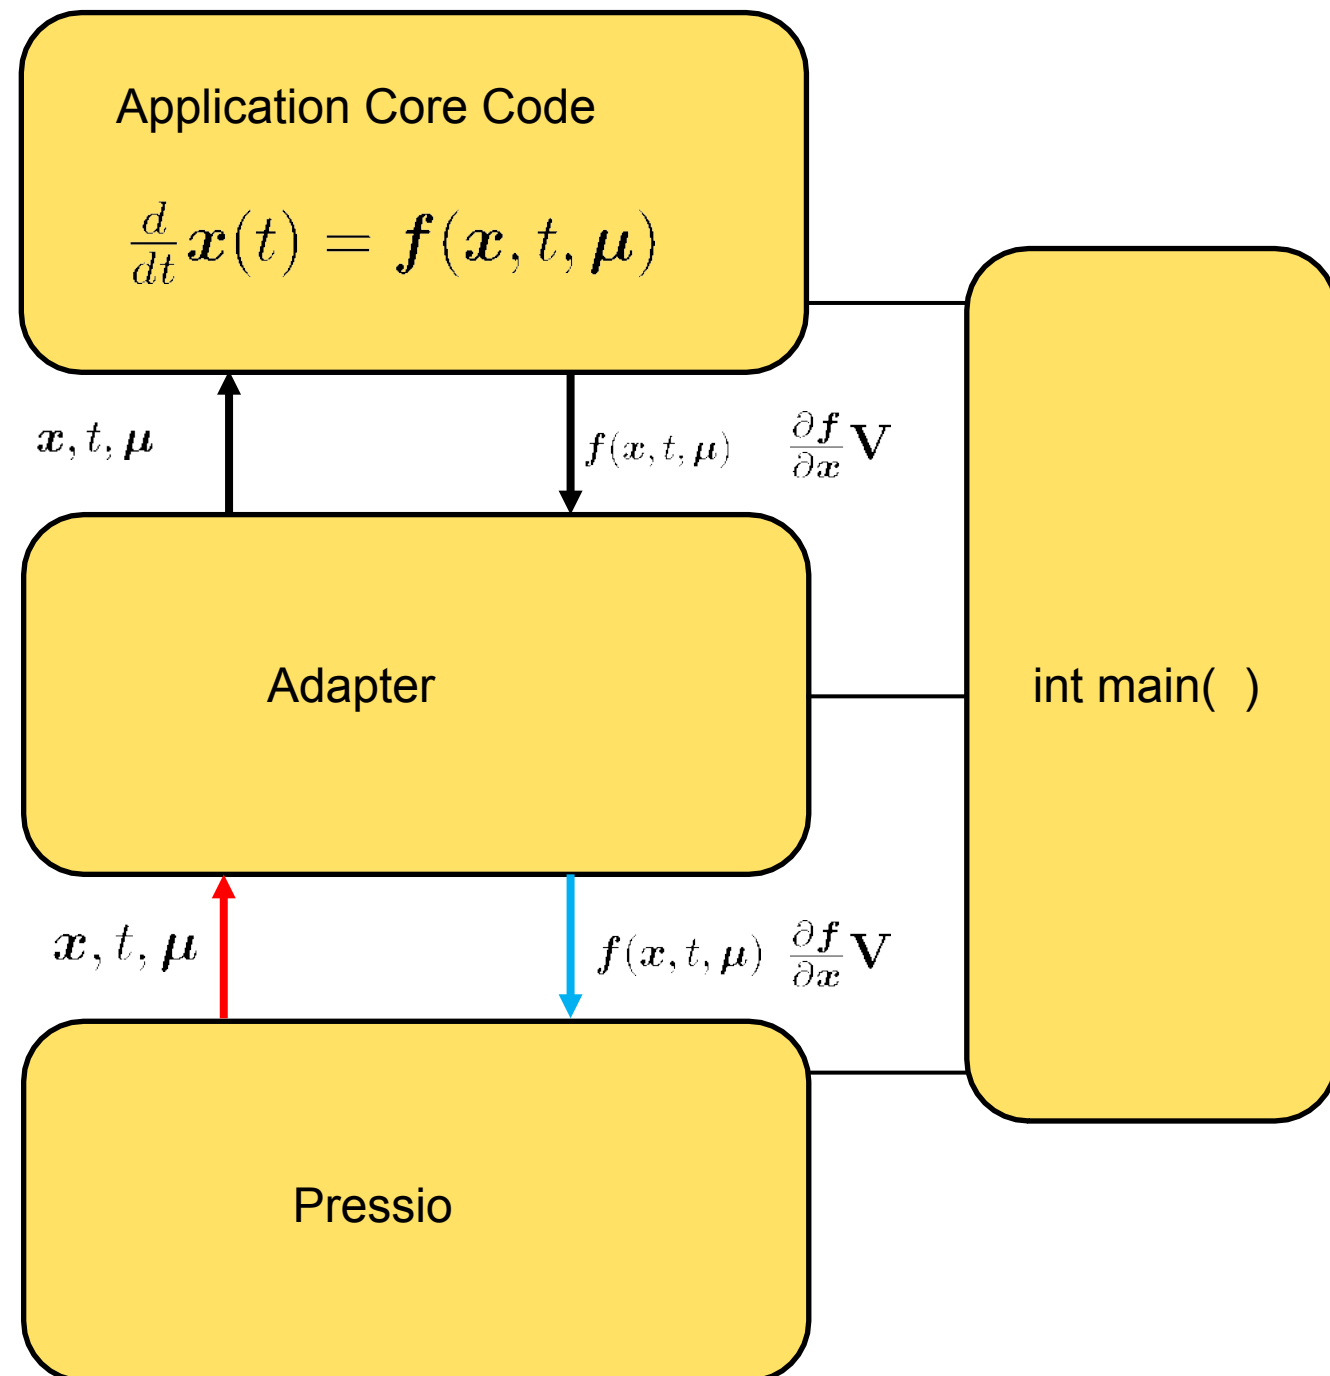 Application Core Code
d/dt x(t) = f(x, t, μ)
x, t, μ
f(x, t, μ) ∂f/∂x V
Adapter
int main( )
x, t, μ
f(x, t, μ) ∂f/∂x V
Pressio